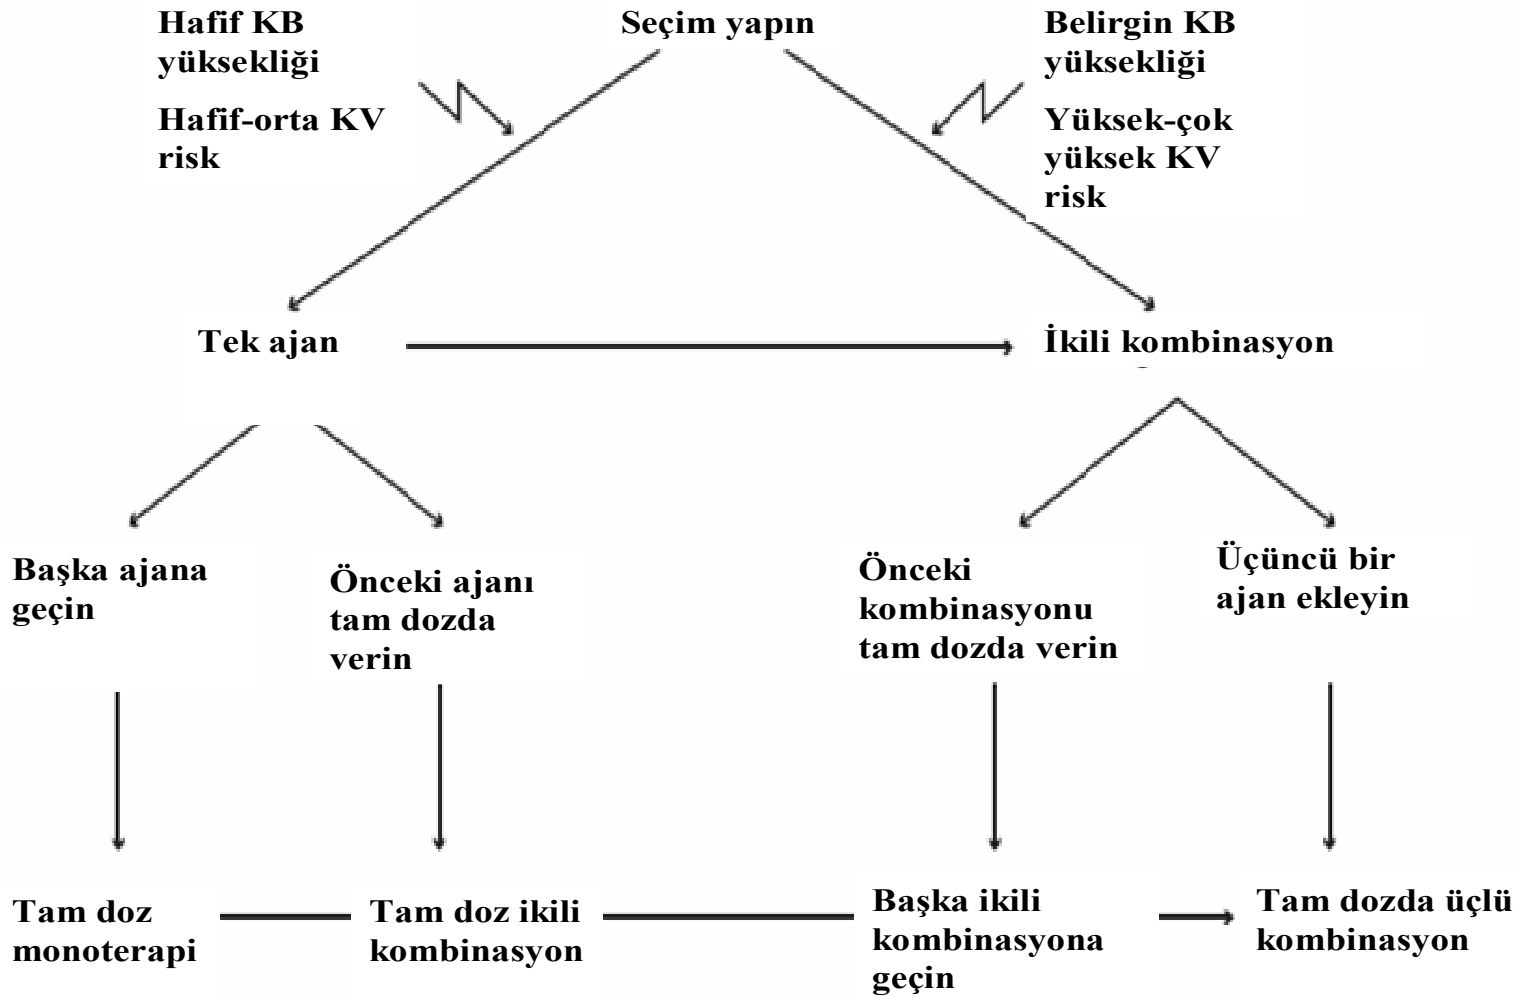 Hafif KB
yüksekliği
Hafif-orta KV
risk
Seçim yapın
Belirgin KB
yüksekliği
Yüksek-çok
yüksek KV
risk
Tek ajan
İkili kombinasyon
Başka ajana
geçin
Önceki ajanı
tam dozda
verin
Önceki
kombinasyonu
tam dozda verin
Üçüncü bir
ajan ekleyin
Tam doz
monoterapi
Tam doz ikili
kombinasyon
Başka ikili
kombinasyona
geçin
Tam dozda üçlü
kombinasyon